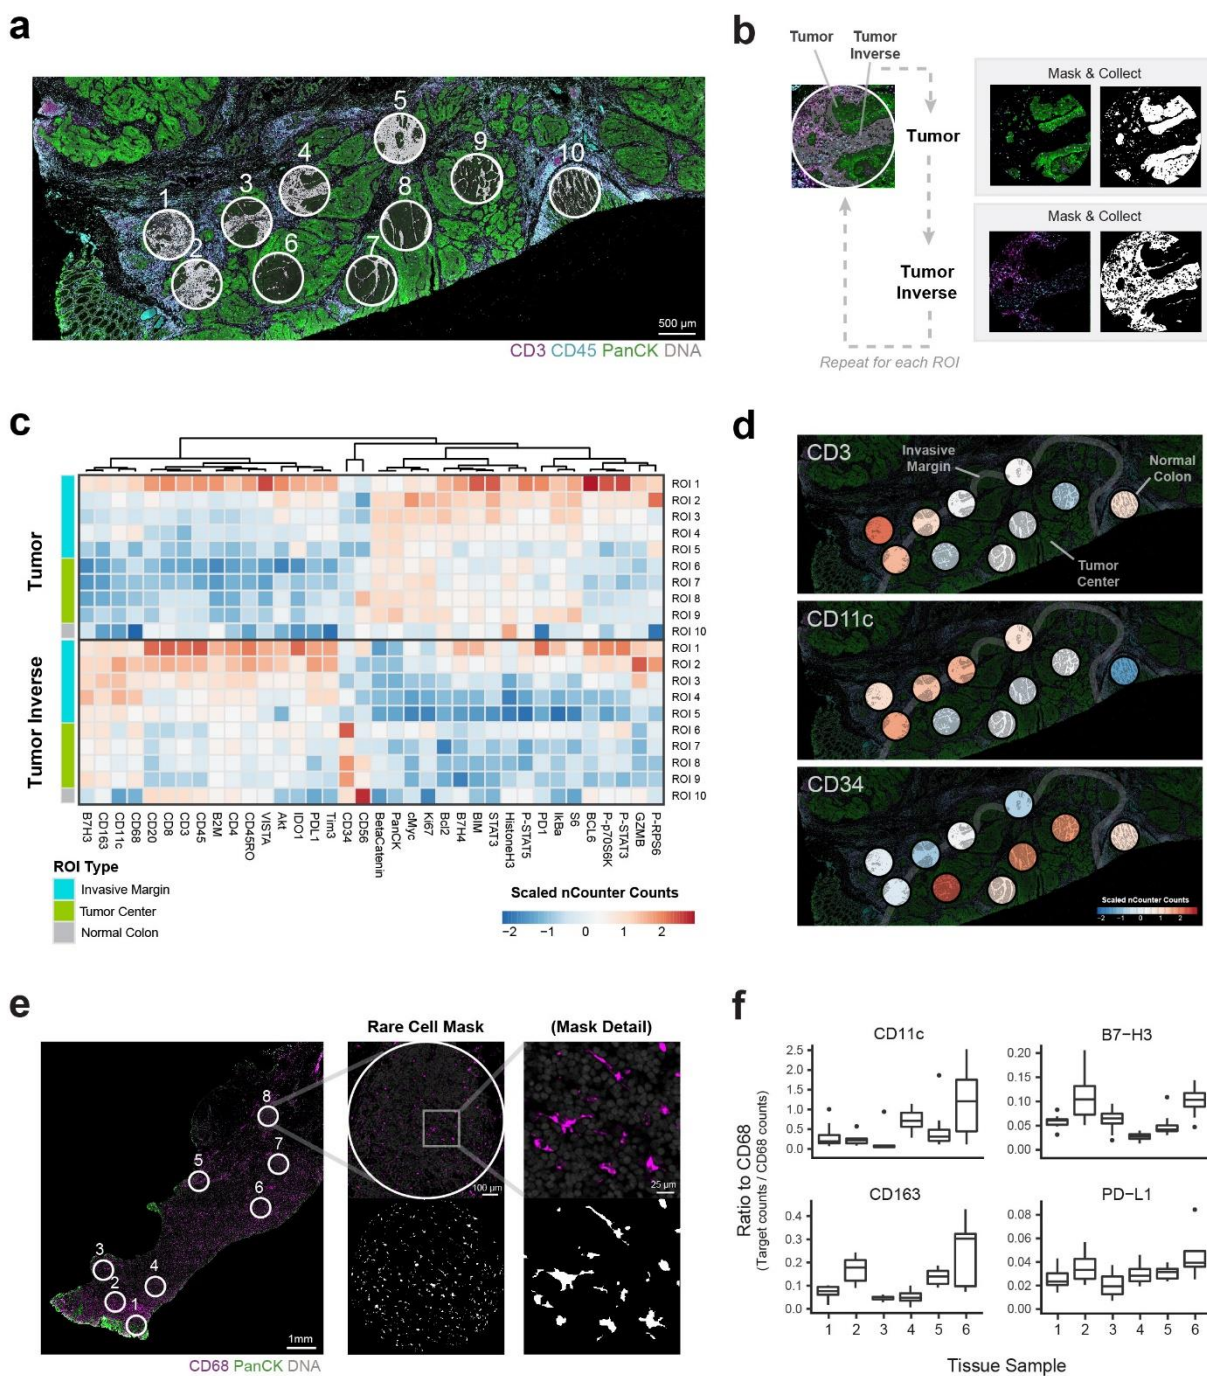 a
1
2
3
4
5
6
7
8
9
10
500 µm
CD3 CD45 PanCK DNA
b
Tumor
Tumor
Inverse
Tumor
Tumor
Inverse
Repeat for each ROI
Mask & Collect
Mask & Collect
c
Tumor
Tumor Inverse
ROI 1
ROI 2
ROI 3
ROI 4
ROI 5
ROI 6
ROI 7
ROI 8
ROI 9
ROI 10
ROI 1
ROI 2
ROI 3
ROI 4
ROI 5
ROI 6
ROI 7
ROI 8
ROI 9
ROI 10
B7H3
CD163
CD11c
CD68
CD20
CD8
CD3
CD45
B2M
CD4
CD45RO
VISTA
Akt
IDO1
PDL1
Tim3
CD34
CD56
BetaCatenin
PanCK
cMyc
Ki67
Bcl2
B7H4
BIM
STAT3
HistoneH3
P-STAT5
PD1
IkBa
S6
BCL6
P-p70S6K
P-STAT3
GZMB
P-RPS6
ROI Type
Invasive Margin
Tumor Center
Normal Colon
Scaled nCounter Counts
−2 −1 0 1 2
d
CD3
Invasive
Margin
Normal
Colon
Tumor
Center
CD11c
CD34
Scaled nCounter Counts
−2 −1 0 1 2
e
Rare Cell Mask
(Mask Detail)
8
7
5
6
3
4
2
1
1mm
100 µm
25 µm
CD68 PanCK DNA
f
Ratio to CD68
(Target counts / CD68 counts)
CD11c
2.5
2.0
1.5
1.0
0.5
0.0
B7−H3
0.20
0.15
0.10
0.05
0.00
CD163
0.4
0.3
0.2
0.1
0.0
1 2 3 4 5 6
PD−L1
0.08
0.06
0.04
0.02
0.00
1 2 3 4 5 6
Tissue Sample